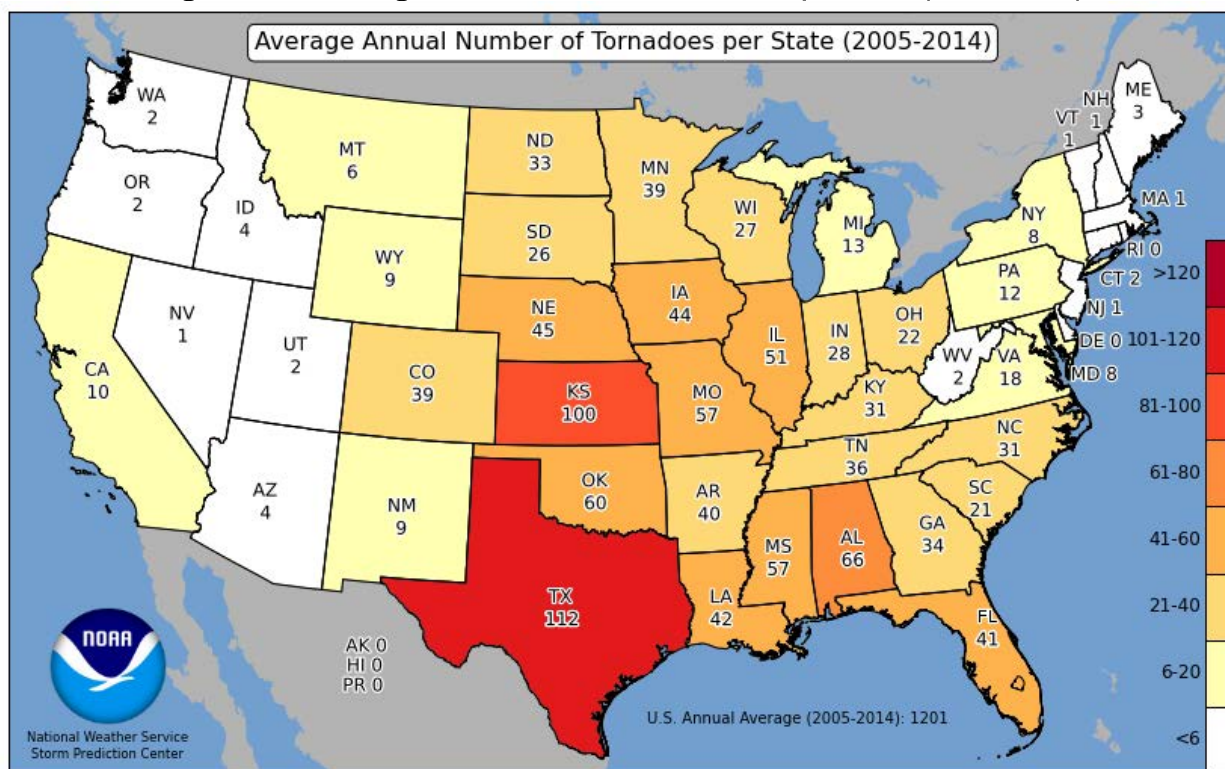 Average Annual Number of Tornadoes per State (2005-2014)
WA
2
OR
2
ID
4
MT
6
WY
9
CA
10
NV
1
UT
2
AZ
4
CO
39
NM
9
ND
33
SD
26
NE
45
KS
100
OK
60
TX
112
MN
39
IA
44
MO
57
AR
40
LA
42
WI
27
IL
51
MI
13
IN
28
OH
22
KY
31
TN
36
MS
57
AL
66
GA
34
FL
41
SC
21
NC
31
VA
18
WV
2
PA
12
NY
8
VT
1
NH
1
ME
3
MA 1
RI 0
CT 2
NJ 1
DE 0
MD 8
AK 0
HI 0
PR 0
>120
101-120
81-100
61-80
41-60
21-40
6-20
<6
U.S. Annual Average (2005-2014): 1201
NOAA
National Weather Service
Storm Prediction Center